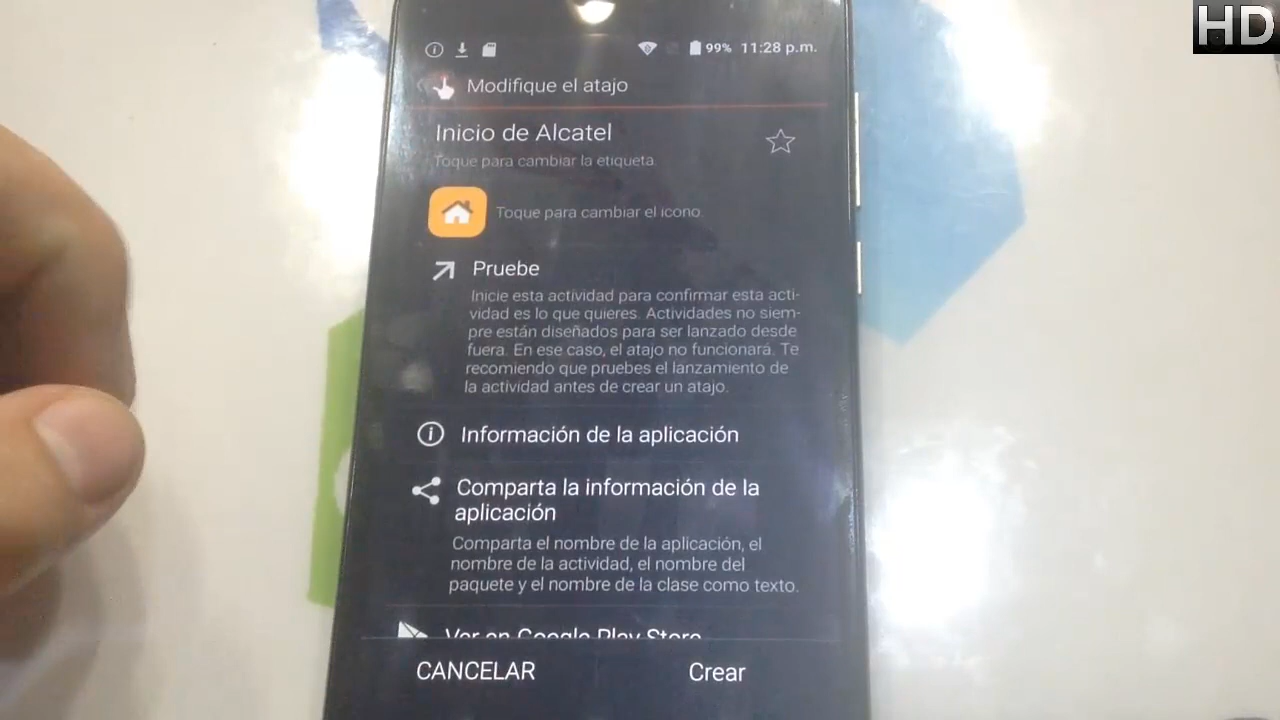 HD
99% 11:28 p.m.
Modifique el atajo
Inicio de Alcatel
Toque para cambiar la etiqueta.
Toque para cambiar el icono.
Pruebe
Inicie esta actividad para confirmar esta acti-
vidad es lo que quieres. Actividades no siem-
pre están diseñados para ser lanzado desde
fuera. En ese caso, el atajo no funcionará. Te
recomiendo que pruebes el lanzamiento de
la actividad antes de crear un atajo.
Información de la aplicación
Comparta la información de la
aplicación
Comparta el nombre de la aplicación, el
nombre de la actividad, el nombre del
paquete y el nombre de la clase como texto.
Ver en Google Play Store
CANCELAR Crear